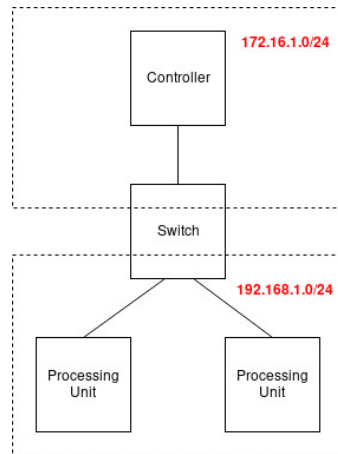 172.16.1.0/24
Controller
Switch
192.168.1.0/24
Processing
Unit
Processing
Unit